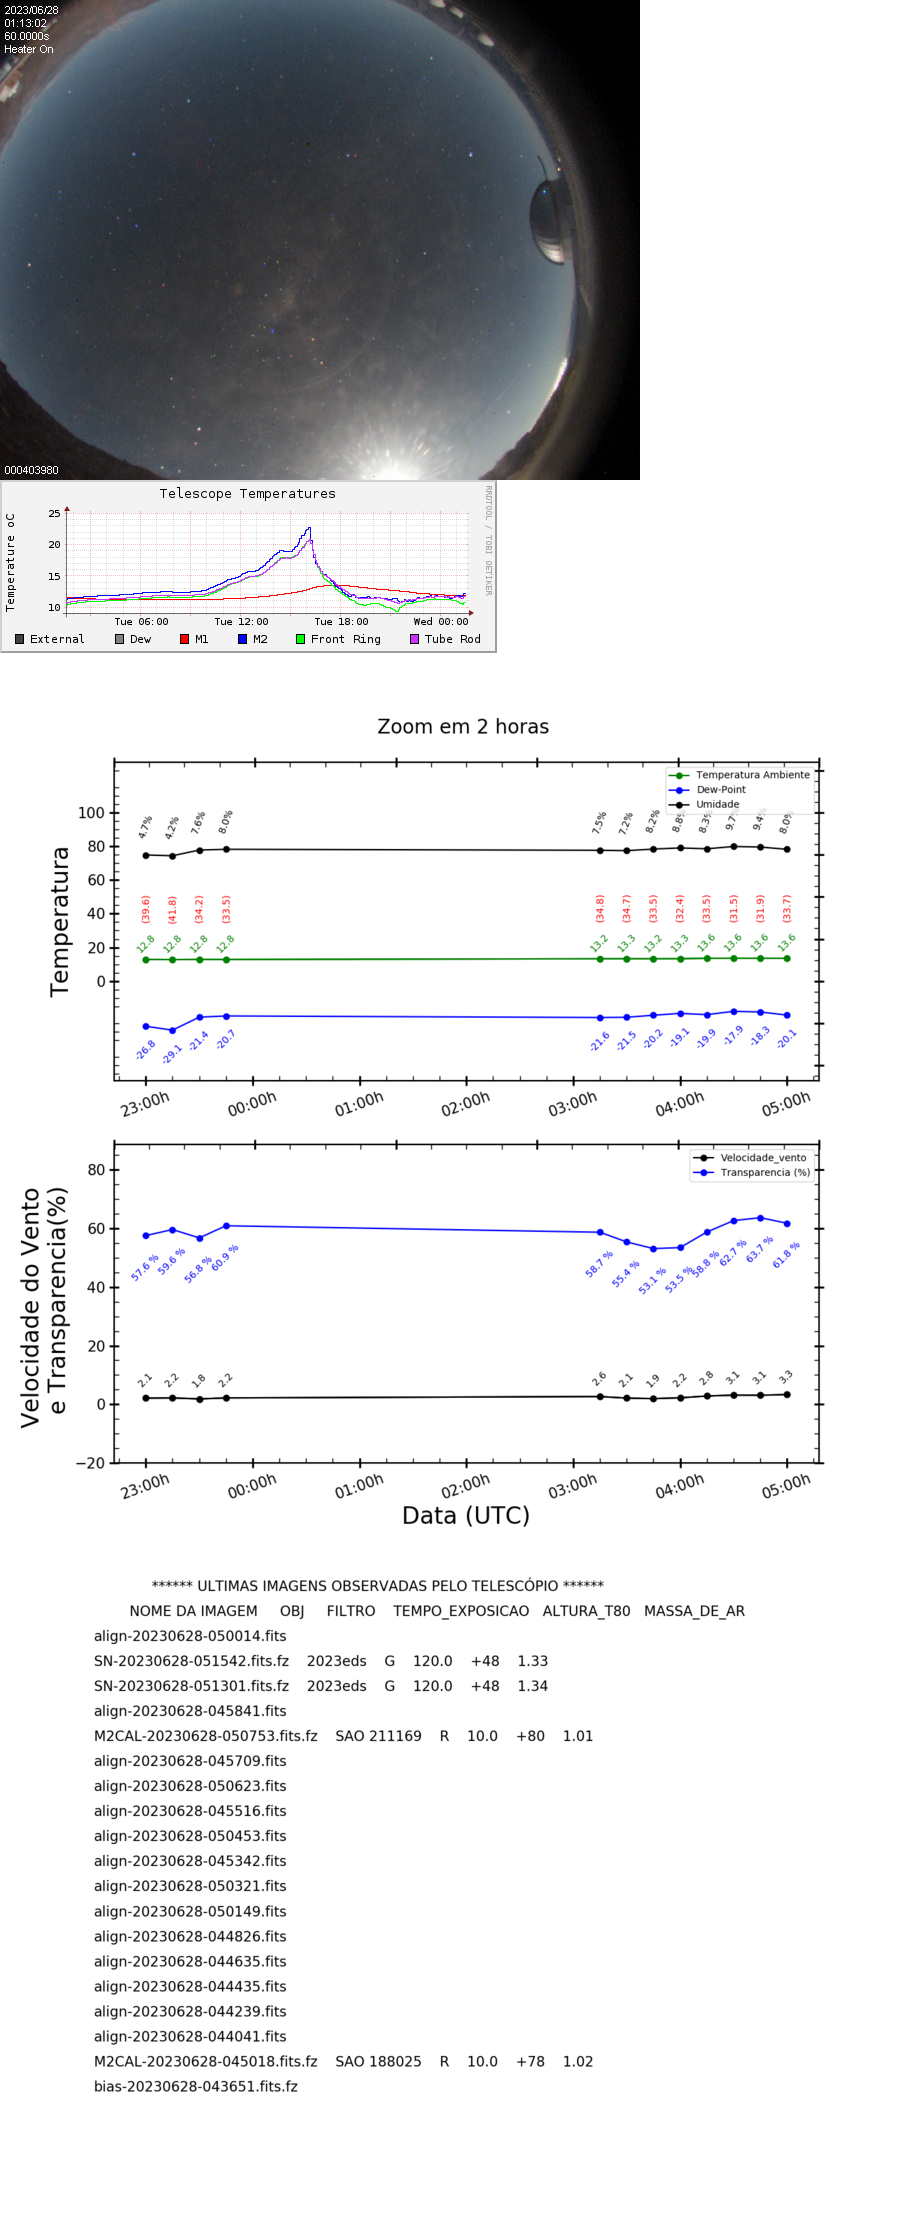 2023/06/28
01:13:02
60.0000s
Heater On
000403980
Telescope Temperatures
RRDTOOL / TOBI OETIKER
Temperature oC
25
20
15
10
Tue 06:00 Tue 12:00 Tue 18:00 Wed 00:00
External Dew M1 M2 Front Ring Tube Rod
Zoom em 2 horas
Temperatura
Temperatura Ambiente
Dew-Point
Umidade
100
80
60
40
20
0
4.7% 4.2% 7.6% 8.0% 7.5% 7.2% 8.2% 8.8% 8.3% 9.7% 9.4% 8.0%
(39.6) (41.8) (34.2) (33.5) (34.8) (34.7) (33.5) (32.4) (33.5) (31.5) (31.9) (33.7)
12.8 12.8 12.8 12.8 13.2 13.3 13.2 13.3 13.6 13.6 13.6 13.6
-26.8 -29.1 -21.4 -20.7 -21.6 -21.5 -20.2 -19.1 -19.9 -17.9 -18.3 -20.1
23:00h 00:00h 01:00h 02:00h 03:00h 04:00h 05:00h
Velocidade do Vento
e Transparencia(%)
Velocidade_vento
Transparencia (%)
80
60
40
20
0
−20
57.6 % 59.6 % 56.8 % 60.9 % 58.7 % 55.4 % 53.1 % 53.5 % 58.8 % 62.7 % 63.7 % 61.8 %
2.1 2.2 1.8 2.2 2.6 2.1 1.9 2.2 2.8 3.1 3.1 3.3
23:00h 00:00h 01:00h 02:00h 03:00h 04:00h 05:00h
Data (UTC)
****** ULTIMAS IMAGENS OBSERVADAS PELO TELESCÓPIO ******
NOME DA IMAGEM OBJ FILTRO TEMPO_EXPOSICAO ALTURA_T80 MASSA_DE_AR
align-20230628-050014.fits
SN-20230628-051542.fits.fz 2023eds G 120.0 +48 1.33
SN-20230628-051301.fits.fz 2023eds G 120.0 +48 1.34
align-20230628-045841.fits
M2CAL-20230628-050753.fits.fz SAO 211169 R 10.0 +80 1.01
align-20230628-045709.fits
align-20230628-050623.fits
align-20230628-045516.fits
align-20230628-050453.fits
align-20230628-045342.fits
align-20230628-050321.fits
align-20230628-050149.fits
align-20230628-044826.fits
align-20230628-044635.fits
align-20230628-044435.fits
align-20230628-044239.fits
align-20230628-044041.fits
M2CAL-20230628-045018.fits.fz SAO 188025 R 10.0 +78 1.02
bias-20230628-043651.fits.fz